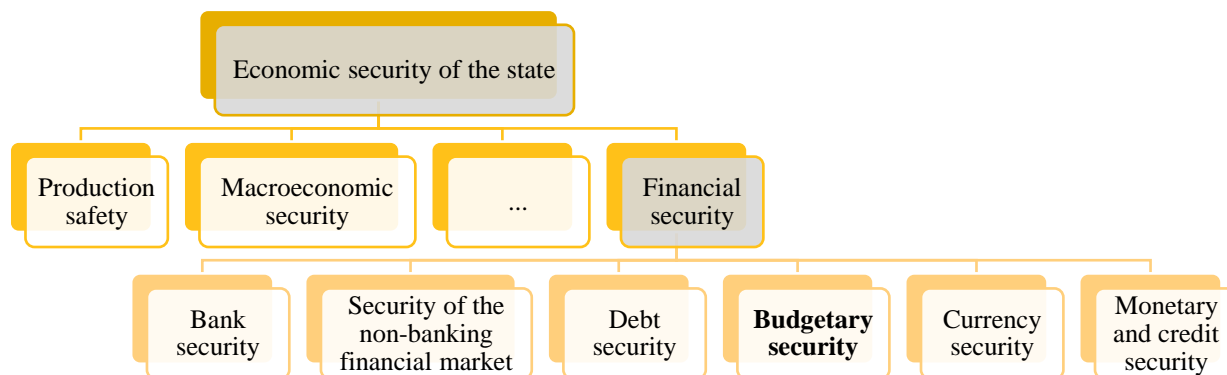 Economic security of the state
Production
safety
Macroeconomic
security
...
Financial
security
Bank
security
Security of the
non-banking
financial market
Debt
security
Budgetary
security
Currency
security
Monetary
and credit
security